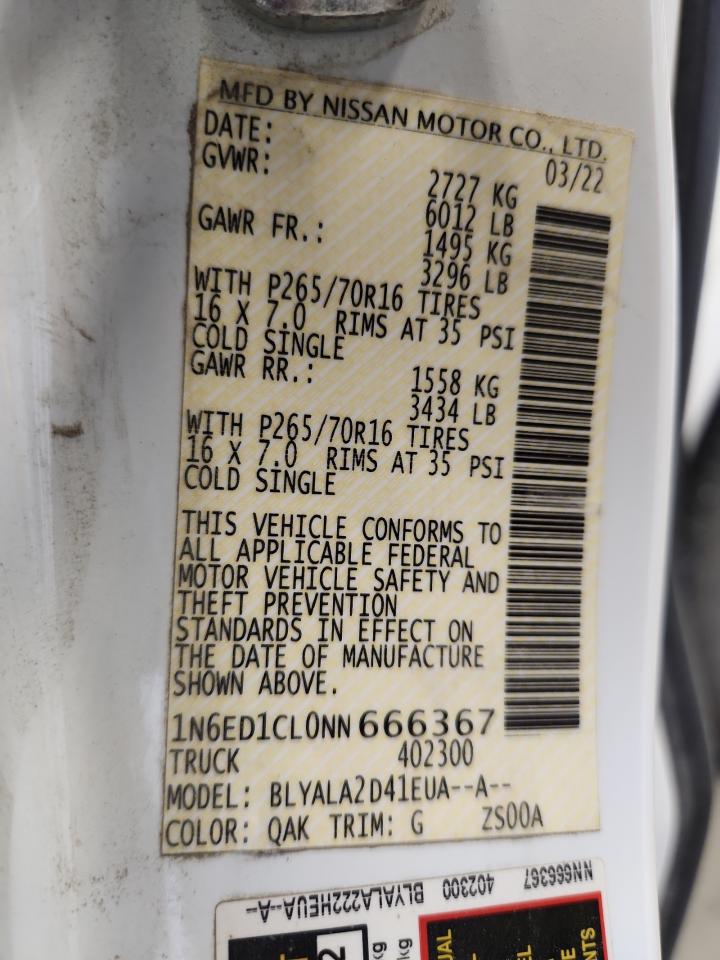 MFD BY NISSAN MOTOR CO., LTD.
DATE: 03/22
GVWR: 2727 KG
6012 LB
GAWR FR.: 1495 KG
3296 LB
WITH P265/70R16 TIRES
16 X 7.0 RIMS AT 35 PSI
COLD SINGLE
GAWR RR.: 1558 KG
3434 LB
WITH P265/70R16 TIRES
16 X 7.0 RIMS AT 35 PSI
COLD SINGLE
THIS VEHICLE CONFORMS TO
ALL APPLICABLE FEDERAL
MOTOR VEHICLE SAFETY AND
THEFT PREVENTION
STANDARDS IN EFFECT ON
THE DATE OF MANUFACTURE
SHOWN ABOVE.
1N6ED1CL0NN666367
TRUCK 402300
MODEL: BLYALA2D41EUA--A--
COLOR: QAK TRIM: G ZS00A
NN666367 402300 BLYALA222HEUA--A--
2
kg
kg